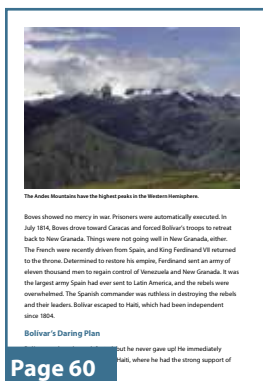 The Andes Mountains have the highest peaks in the Western Hemisphere.
Boves showed no mercy in war. Prisoners were automatically executed. In
July 1814, Boves drove toward Caracas and forced Bolívar's troops to retreat
back to New Granada. Things were not going well in New Granada, either.
The French were recently driven from Spain, and King Ferdinand VII returned
to the throne. Determined to restore his empire, Ferdinand sent an army of
eleven thousand men to regain control of Venezuela and New Granada. It was
the largest army Spain had ever sent to Latin America, and the rebels were
overwhelmed. The Spanish commander was ruthless in destroying the rebels
and their leaders. Bolívar escaped to Haiti, which had been independent
since 1804.
Bolívar's Daring Plan
but he never gave up! He immediately
Haiti, where he had the strong support of
Page 60